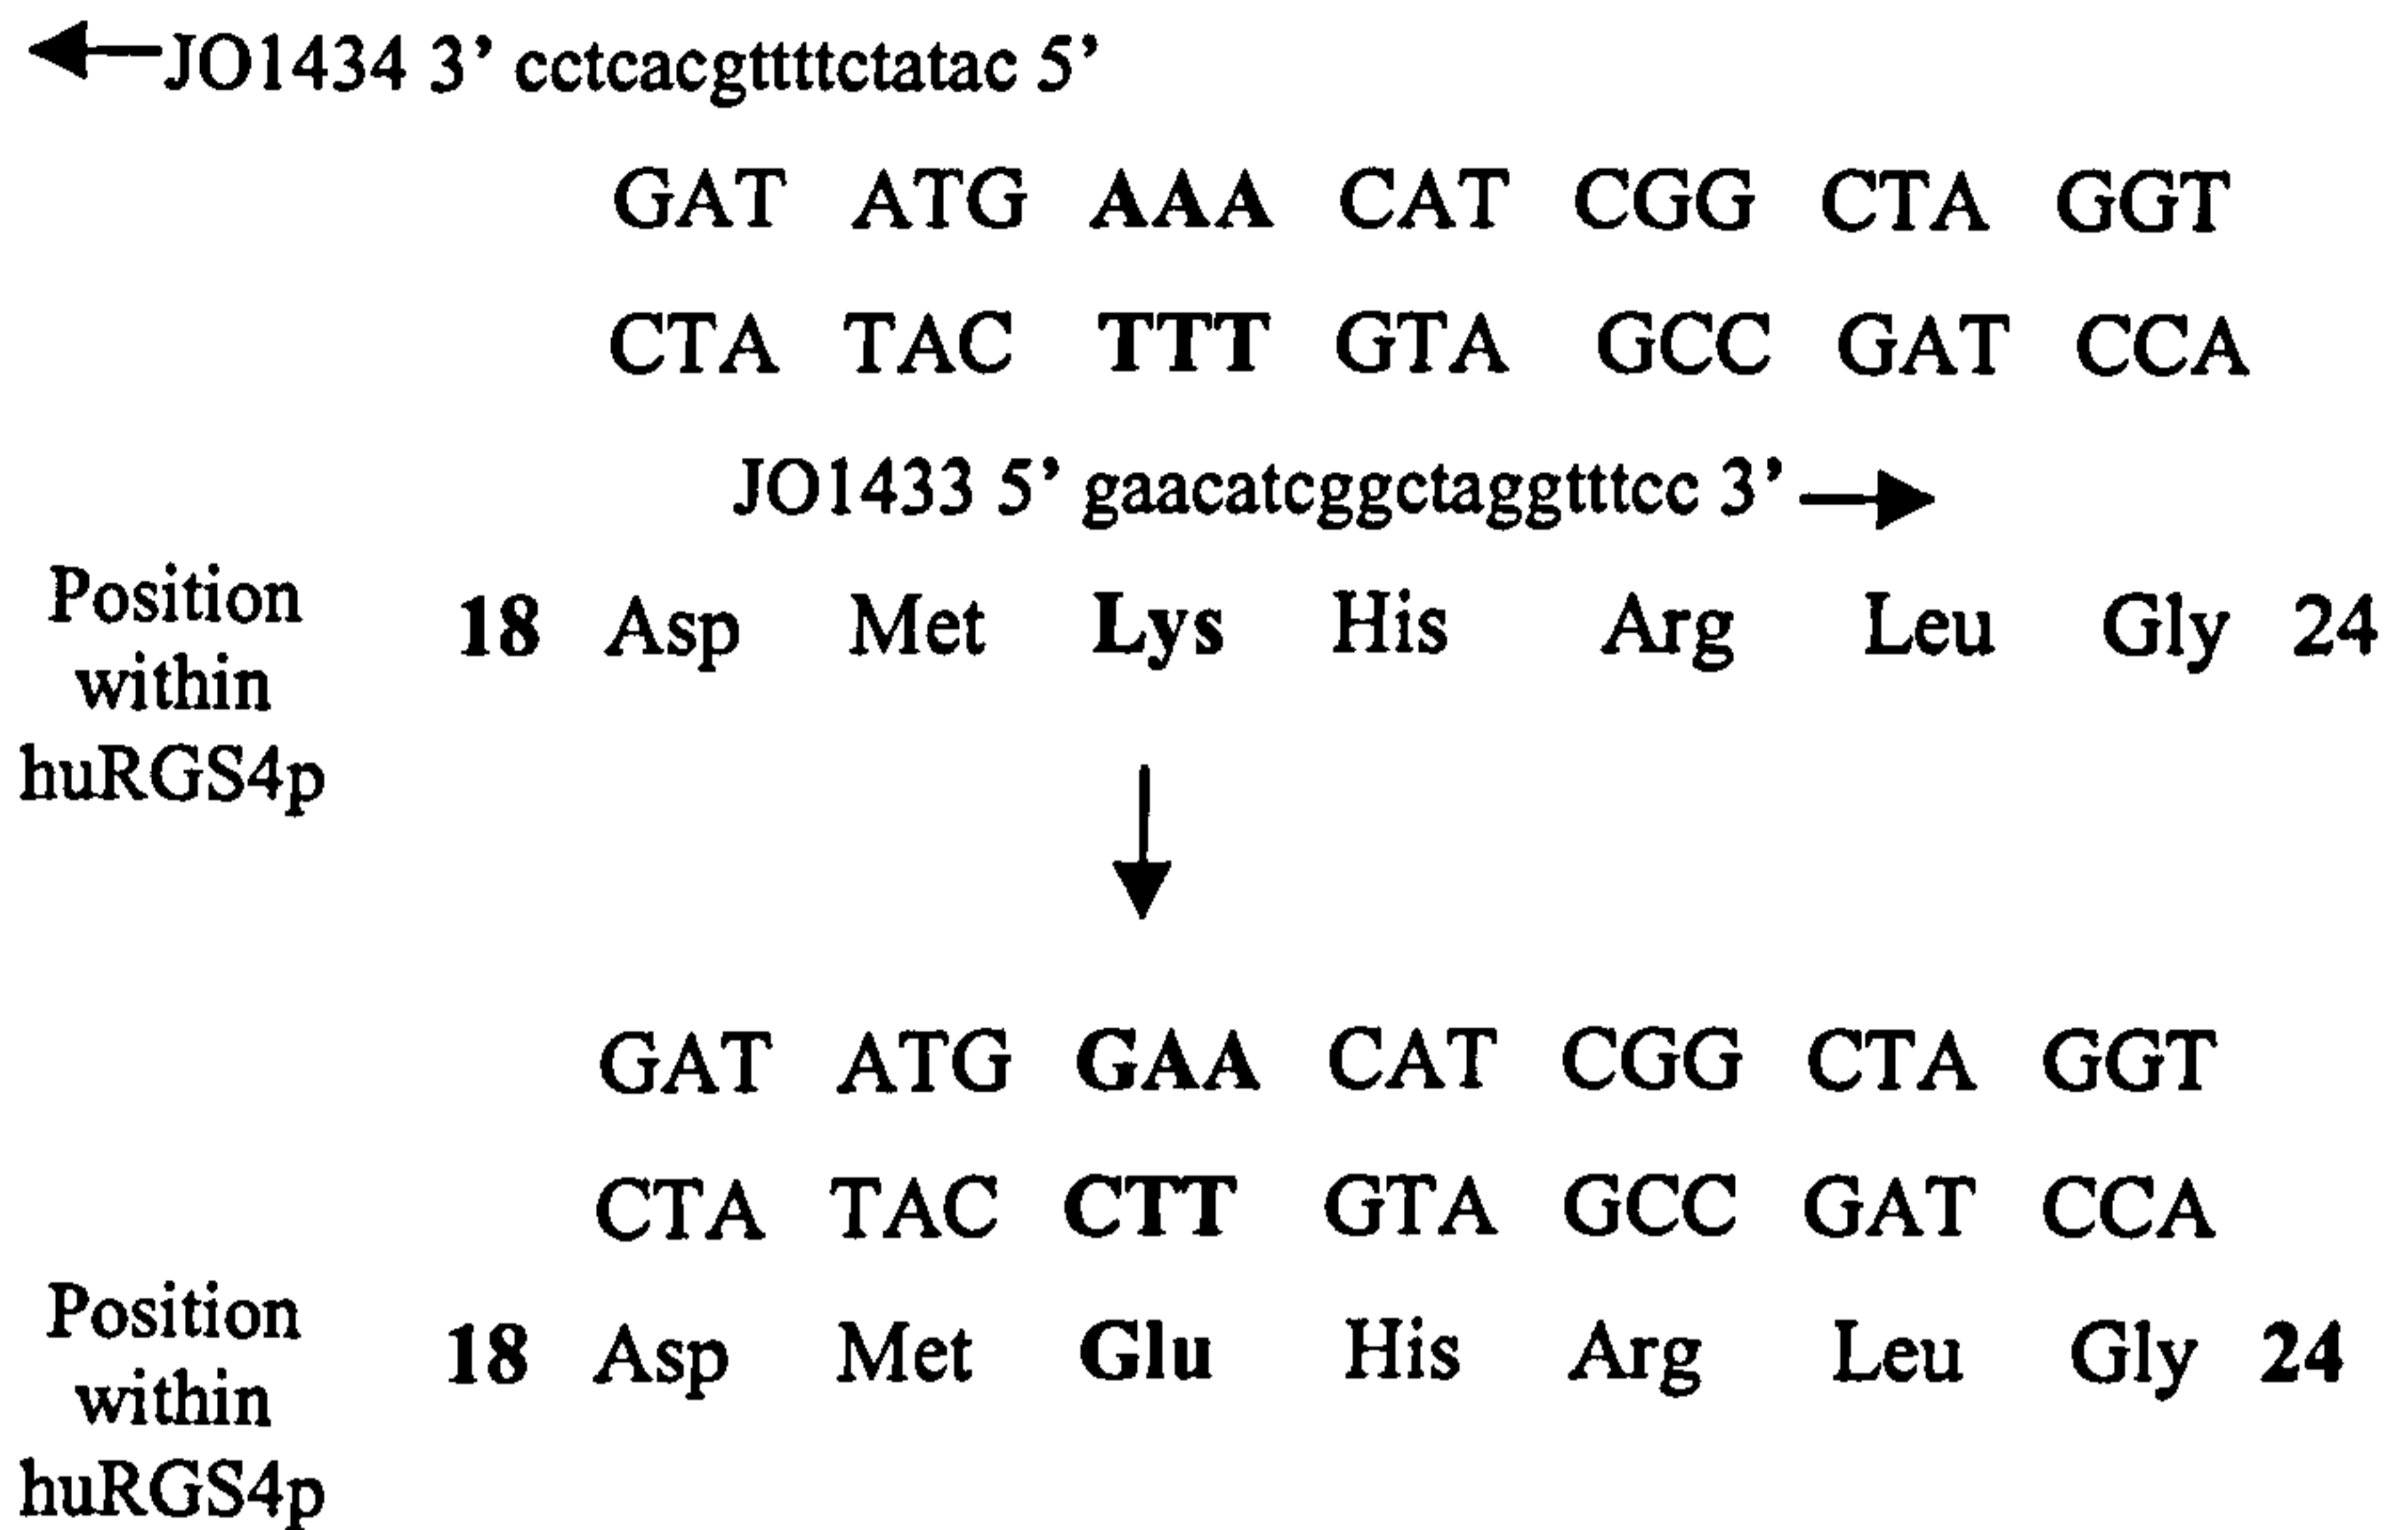 JO1434 3’ cctcacgttttctatac 5’
GAT ATG AAA CAT CGG CTA GGT
CTA TAC TTT GTA GCC GAT CCA
JO1433 5’ gaacatcggctaggtttcc 3’
Position
within
huRGS4p
18 Asp Met Lys His Arg Leu Gly 24
GAT ATG GAA CAT CGG CTA GGT
CTA TAC CTT GTA GCC GAT CCA
Position
within
huRGS4p
18 Asp Met Glu His Arg Leu Gly 24